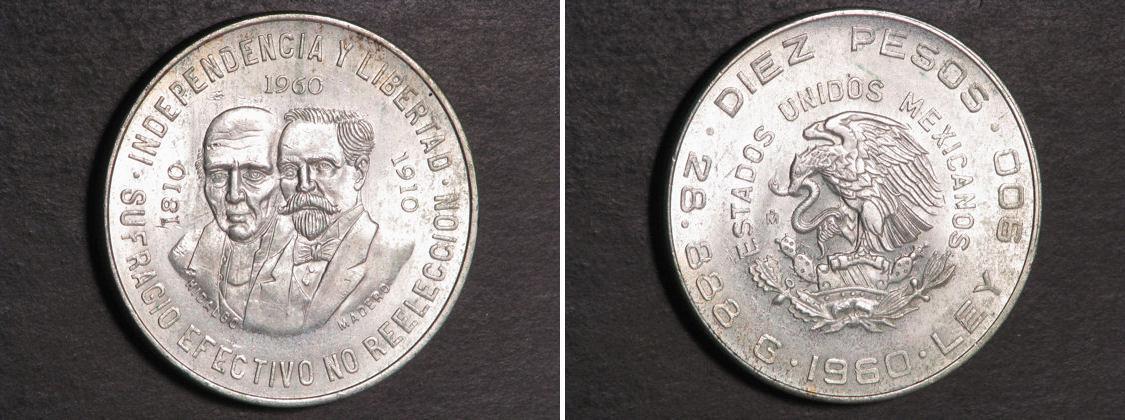 · INDEPENDENCIA Y LIBERTAD · SUFRAGIO EFECTIVO NO REELECCION
1960
1810
1910
HIDALGO
MADERO
DIEZ PESOS
ESTADOS UNIDOS MEXICANOS
28.888 G · 1960 · LEY 900